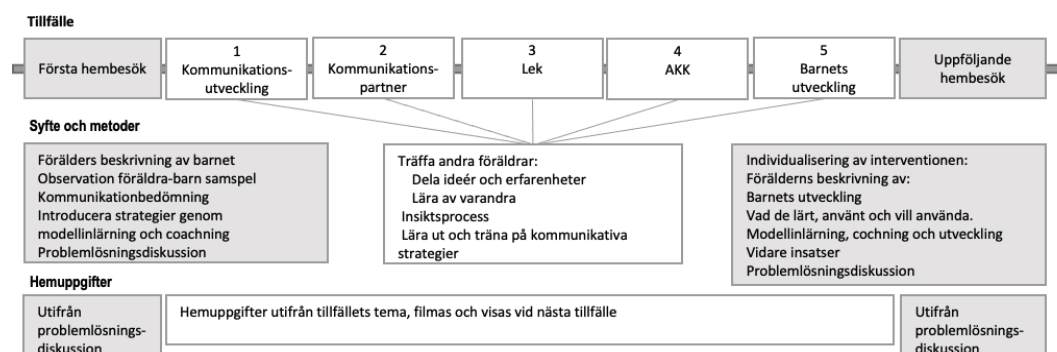 Tillfälle
Första hembesök
1
Kommunikations-
utveckling
2
Kommunikations-
partner
3
Lek
4
AKK
5
Barnets
utveckling
Uppföljande
hembesök
Syfte och metoder
Förälders beskrivning av barnet
Observation föräldra-barn samspel
Kommunikationbedömning
Introducera strategier genom
modellinlärning och coachning
Problemlösningsdiskussion
Träffa andra föräldrar:
Dela ideér och erfarenheter
Lära av varandra
Insiktsprocess
Lära ut och träna på kommunikativa
strategier
Individualisering av interventionen:
Förälderns beskrivning av:
Barnets utveckling
Vad de lärt, använt och vill använda.
Modellinlärning, cochning och utveckling
Vidare insatser
Problemlösningsdiskussion
Hemuppgifter
Utifrån
problemlösnings-
diskussion
Hemuppgifter utifrån tillfällets tema, filmas och visas vid nästa tillfälle
Utifrån
problemlösnings-
diskussion